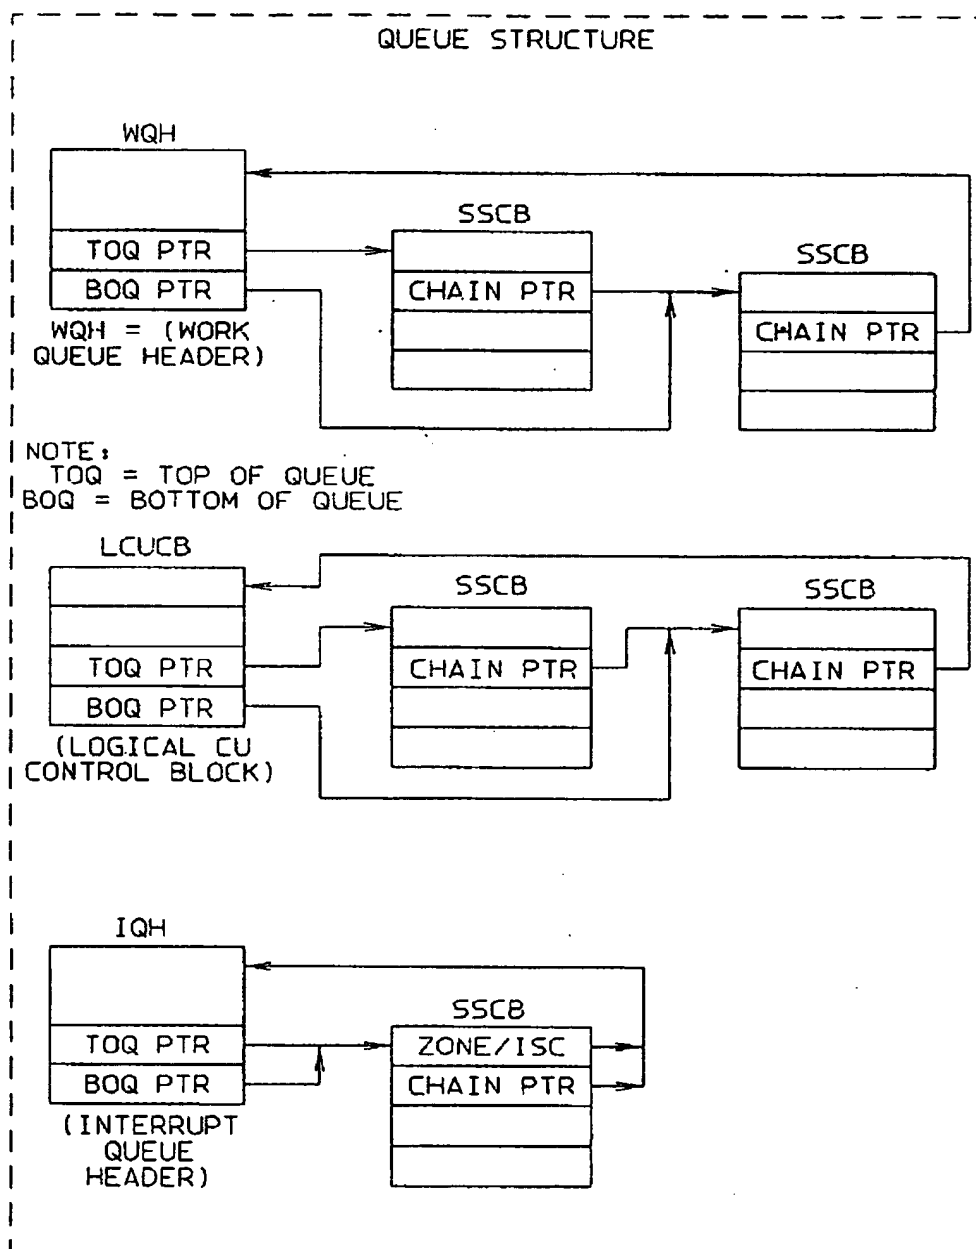 QUEUE STRUCTURE
WQH
TOQ PTR
BOQ PTR
WQH = (WORK
QUEUE HEADER)
SSCB
CHAIN PTR
SSCB
CHAIN PTR
NOTE:
TOQ = TOP OF QUEUE
BOQ = BOTTOM OF QUEUE
LCUCB
TOQ PTR
BOQ PTR
(LOGICAL CU
CONTROL BLOCK)
SSCB
CHAIN PTR
SSCB
CHAIN PTR
IQH
TOQ PTR
BOQ PTR
(INTERRUPT
QUEUE
HEADER)
SSCB
ZONE/ISC
CHAIN PTR